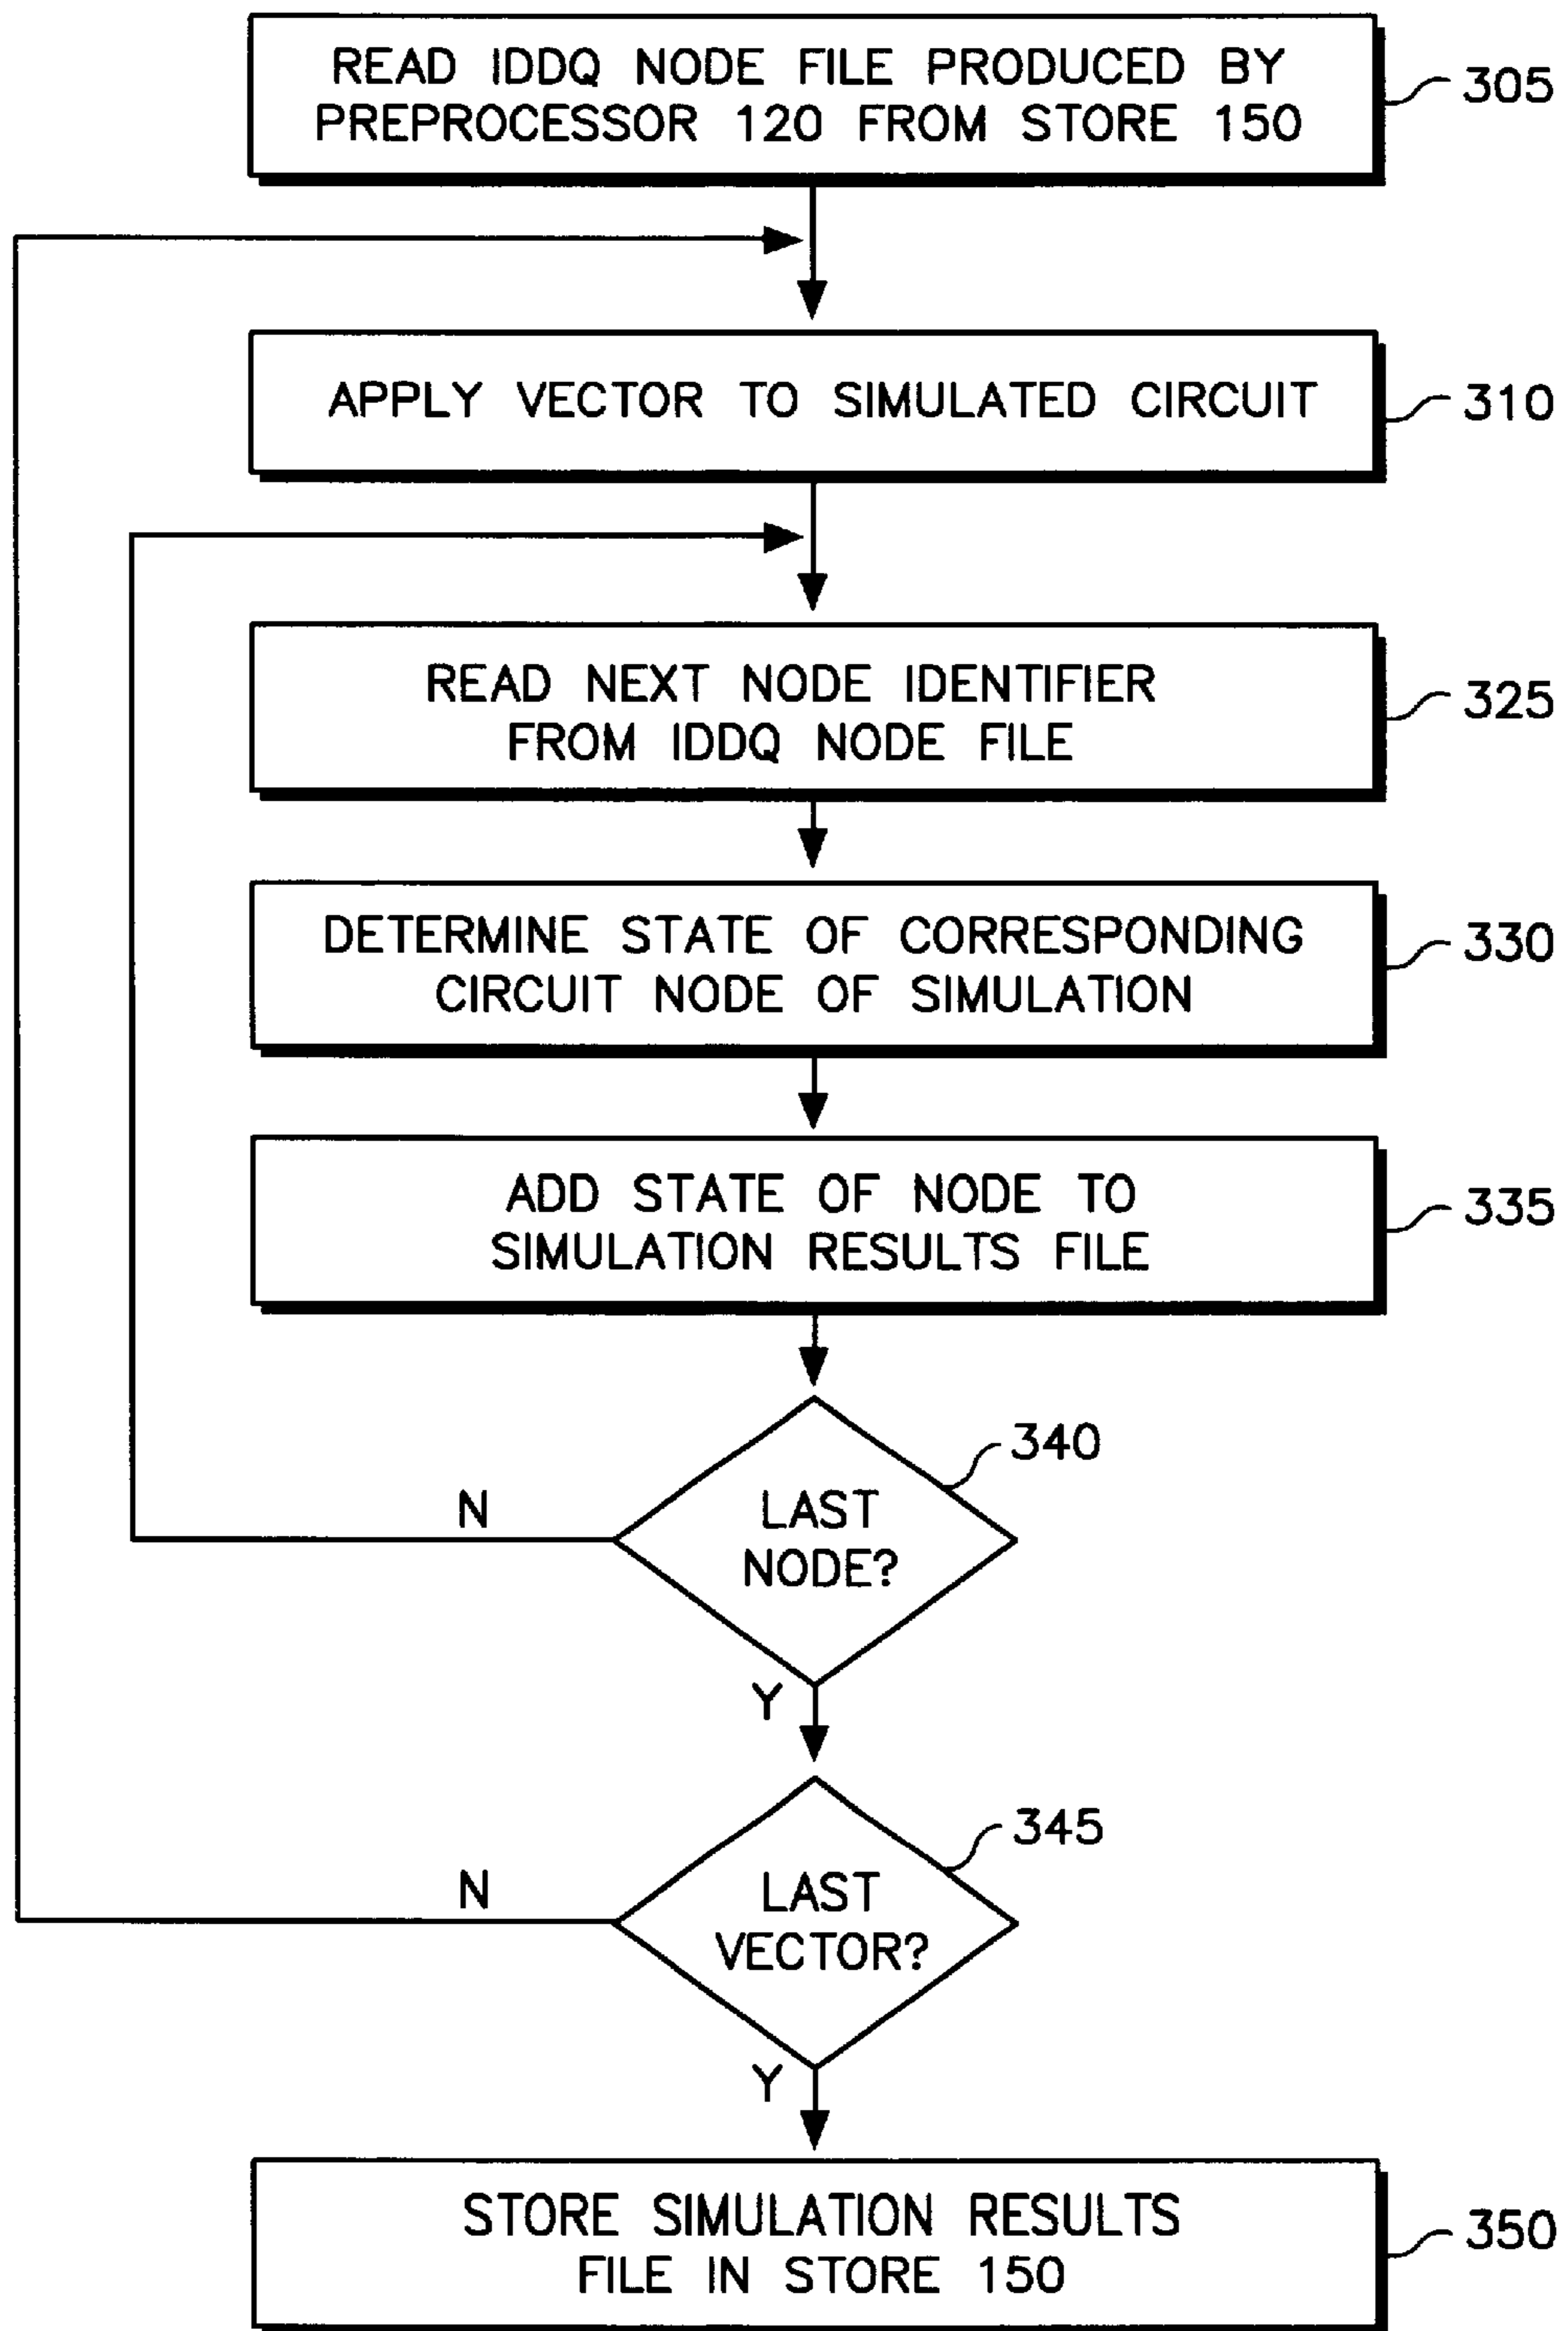 READ IDDQ NODE FILE PRODUCED BY
PREPROCESSOR 120 FROM STORE 150
305
APPLY VECTOR TO SIMULATED CIRCUIT
310
READ NEXT NODE IDENTIFIER
FROM IDDQ NODE FILE
325
DETERMINE STATE OF CORRESPONDING
CIRCUIT NODE OF SIMULATION
330
ADD STATE OF NODE TO
SIMULATION RESULTS FILE
335
340
N
LAST
NODE?
Y
345
N
LAST
VECTOR?
Y
STORE SIMULATION RESULTS
FILE IN STORE 150
350